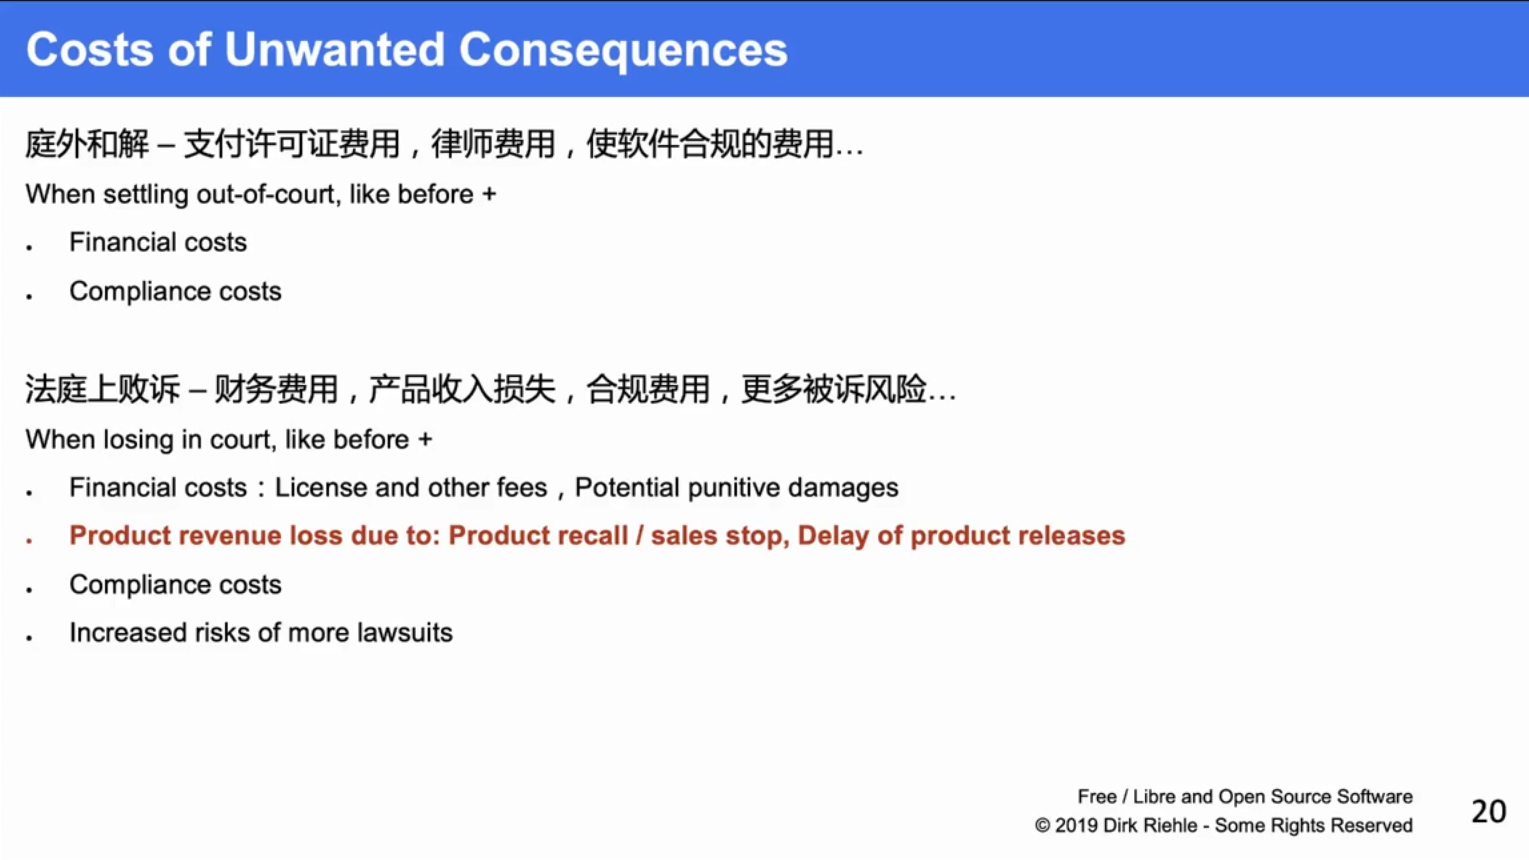 Costs of Unwanted Consequences
庭外和解 – 支付许可证费用，律师费用，使软件合规的费用…
When settling out-of-court, like before +
. Financial costs
. Compliance costs
法庭上败诉 – 财务费用，产品收入损失，合规费用，更多被诉风险…
When losing in court, like before +
. Financial costs：License and other fees，Potential punitive damages
. Product revenue loss due to: Product recall / sales stop, Delay of product releases
. Compliance costs
. Increased risks of more lawsuits
Free / Libre and Open Source Software
© 2019 Dirk Riehle - Some Rights Reserved
20